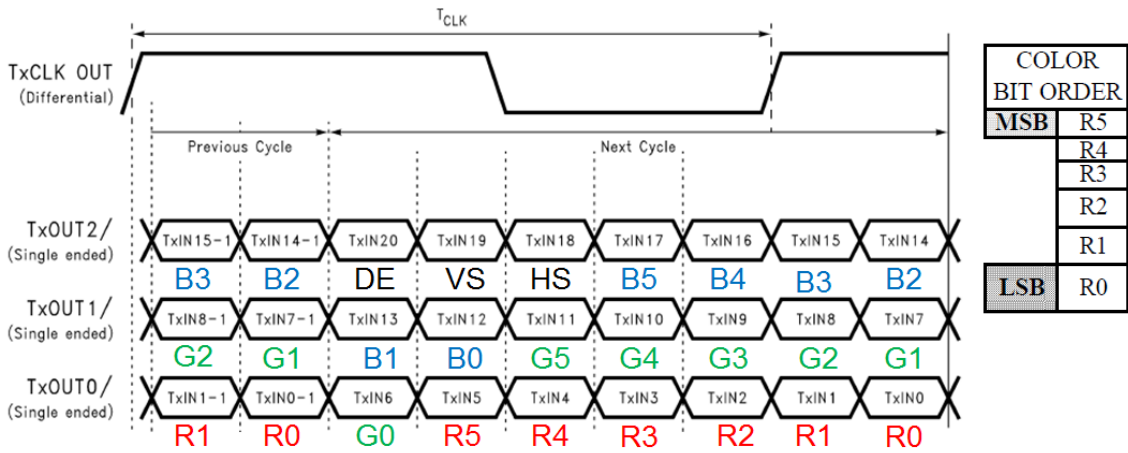 TCLK
TxCLK OUT
(Differential)
Previous Cycle
Next Cycle
TxOUT2/
(Single ended)
TxIN15-1 TxIN14-1 TxIN20 TxIN19 TxIN18 TxIN17 TxIN16 TxIN15 TxIN14
B3 B2 DE VS HS B5 B4 B3 B2
TxOUT1/
(Single ended)
TxIN8-1 TxIN7-1 TxIN13 TxIN12 TxIN11 TxIN10 TxIN9 TxIN8 TxIN7
G2 G1 B1 B0 G5 G4 G3 G2 G1
TxOUT0/
(Single ended)
TxIN1-1 TxIN0-1 TxIN6 TxIN5 TxIN4 TxIN3 TxIN2 TxIN1 TxIN0
R1 R0 G0 R5 R4 R3 R2 R1 R0
COLOR
BIT ORDER
MSB R5
R4
R3
R2
R1
LSB R0